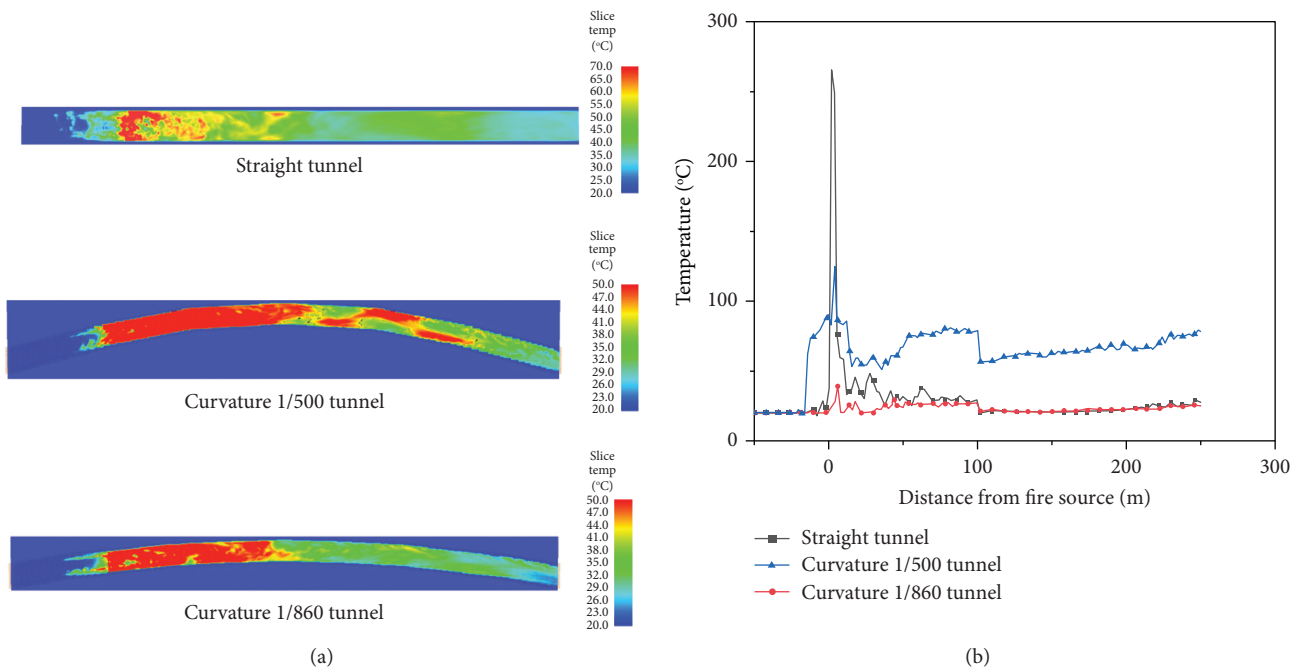 Slice
temp
(°C)
70.0
65.0
60.0
55.0
50.0
45.0
40.0
35.0
30.0
25.0
20.0
Straight tunnel
Slice
temp
(°C)
50.0
47.0
44.0
41.0
38.0
35.0
32.0
29.0
26.0
23.0
20.0
Curvature 1/500 tunnel
Slice
temp
(°C)
50.0
47.0
44.0
41.0
38.0
35.0
32.0
29.0
26.0
23.0
20.0
Curvature 1/860 tunnel
(a)
300
200
100
0
Temperature (°C)
0
100
200
300
Distance from fire source (m)
Straight tunnel
Curvature 1/500 tunnel
Curvature 1/860 tunnel
(b)